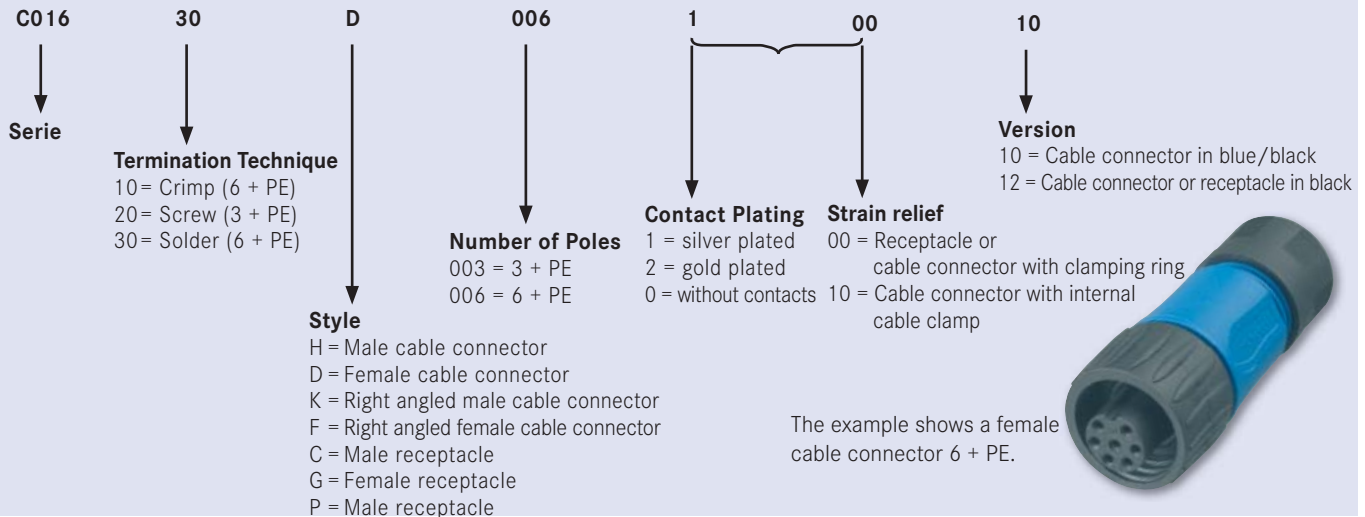 C016 30 D 006 1 00 10
Serie
Termination Technique
10= Crimp (6 + PE)
20= Screw (3 + PE)
30= Solder (6 + PE)
Style
H = Male cable connector
D = Female cable connector
K = Right angled male cable connector
F = Right angled female cable connector
C = Male receptacle
G = Female receptacle
P = Male receptacle
Number of Poles
003 = 3 + PE
006 = 6 + PE
Contact Plating
1 = silver plated
2 = gold plated
0 = without contacts
Strain relief
00 = Receptacle or
cable connector with clamping ring
10 = Cable connector with internal
cable clamp
Version
10 = Cable connector in blue/black
12 = Cable connector or receptacle in black
The example shows a female
cable connector 6 + PE.